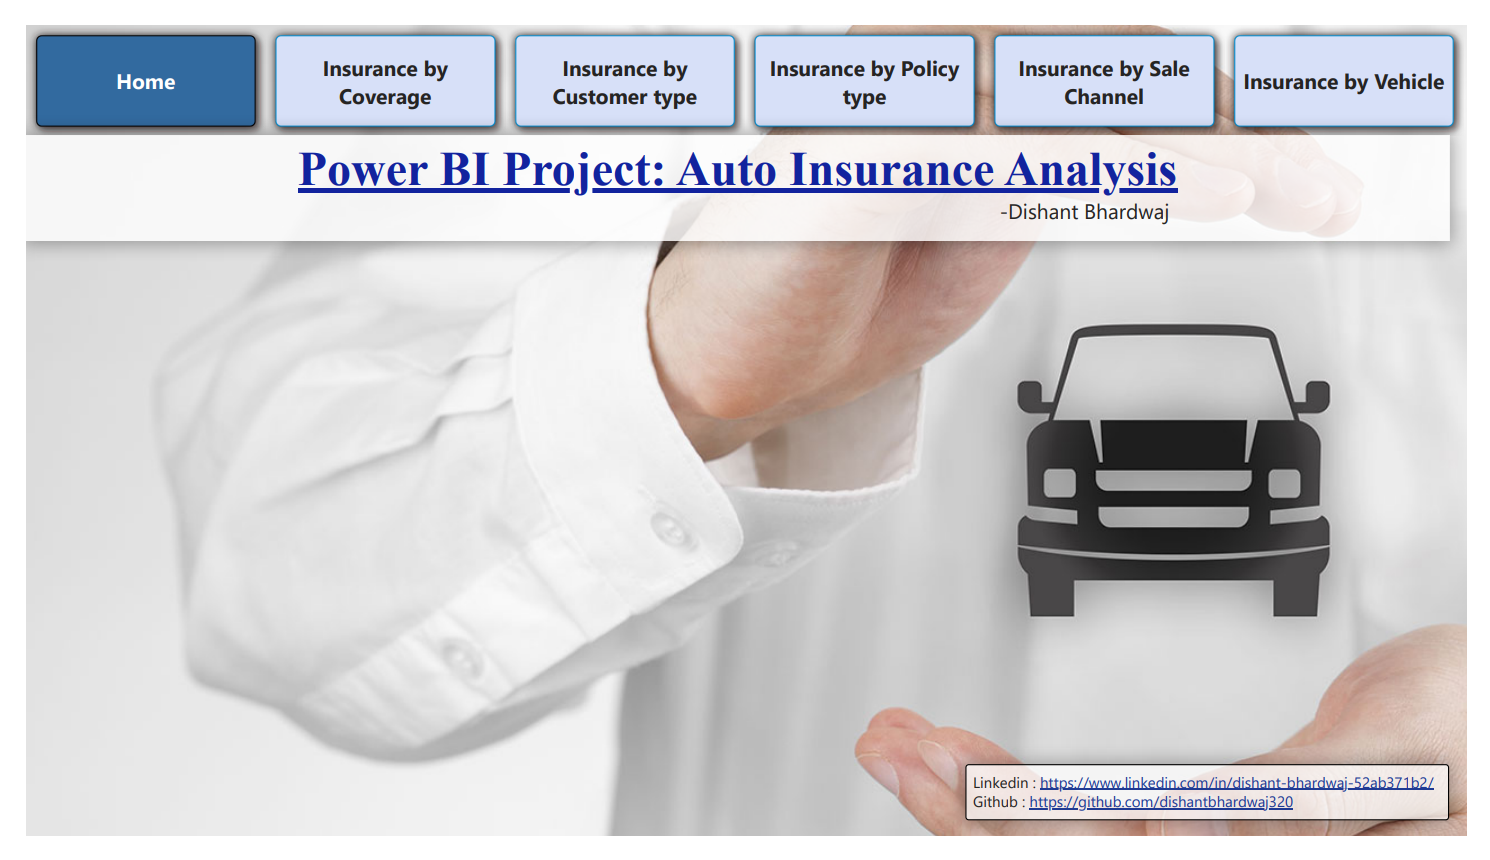 Home
Insurance by
Coverage
Insurance by
Customer type
Insurance by Policy
type
Insurance by Sale
Channel
Insurance by Vehicle
Power BI Project: Auto Insurance Analysis
-Dishant Bhardwaj
Linkedin : https://www.linkedin.com/in/dishant-bhardwaj-52ab371b2/
Github : https://github.com/dishantbhardwaj320